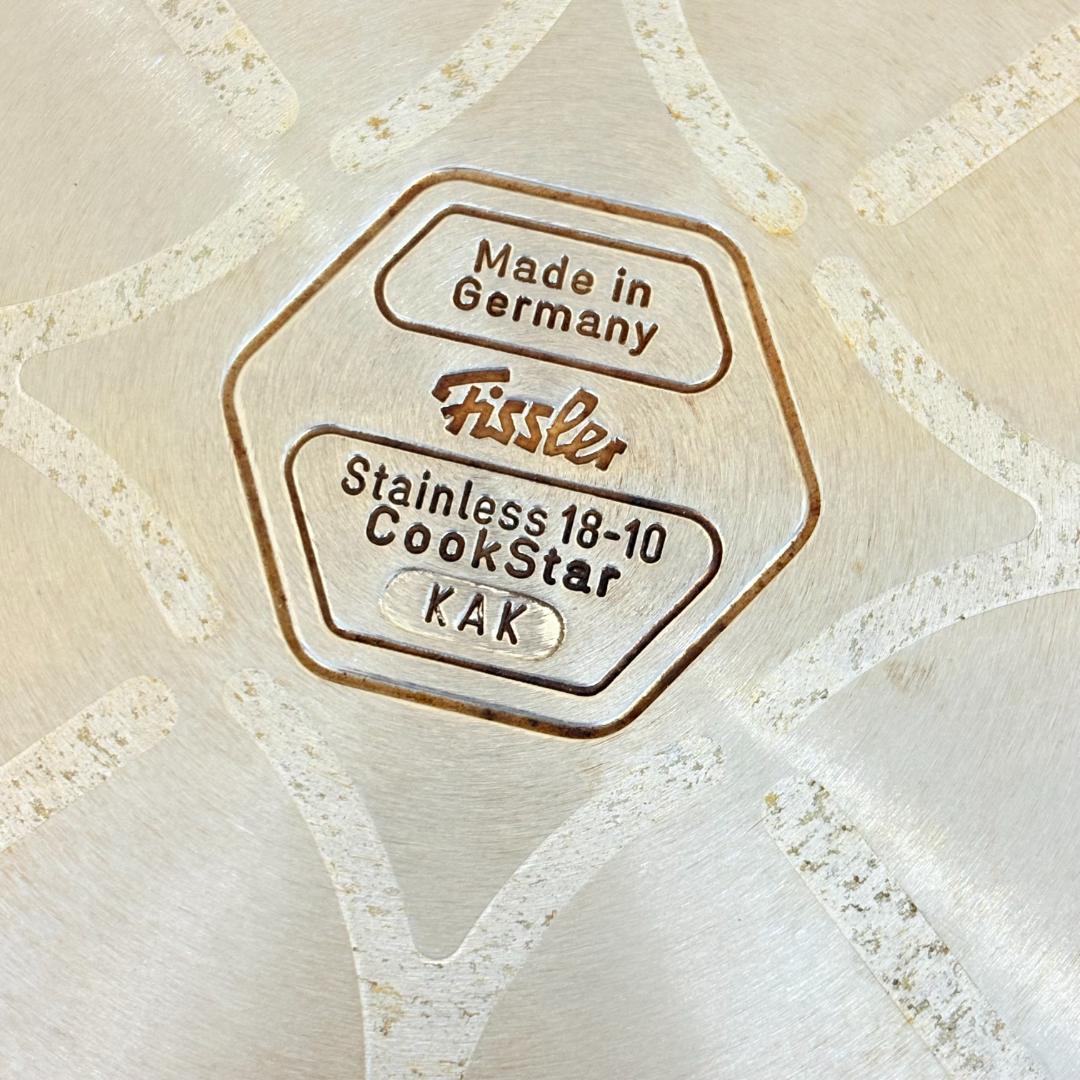 Made in
Germany
Fissler
Stainless 18-10
CookStar
KAK